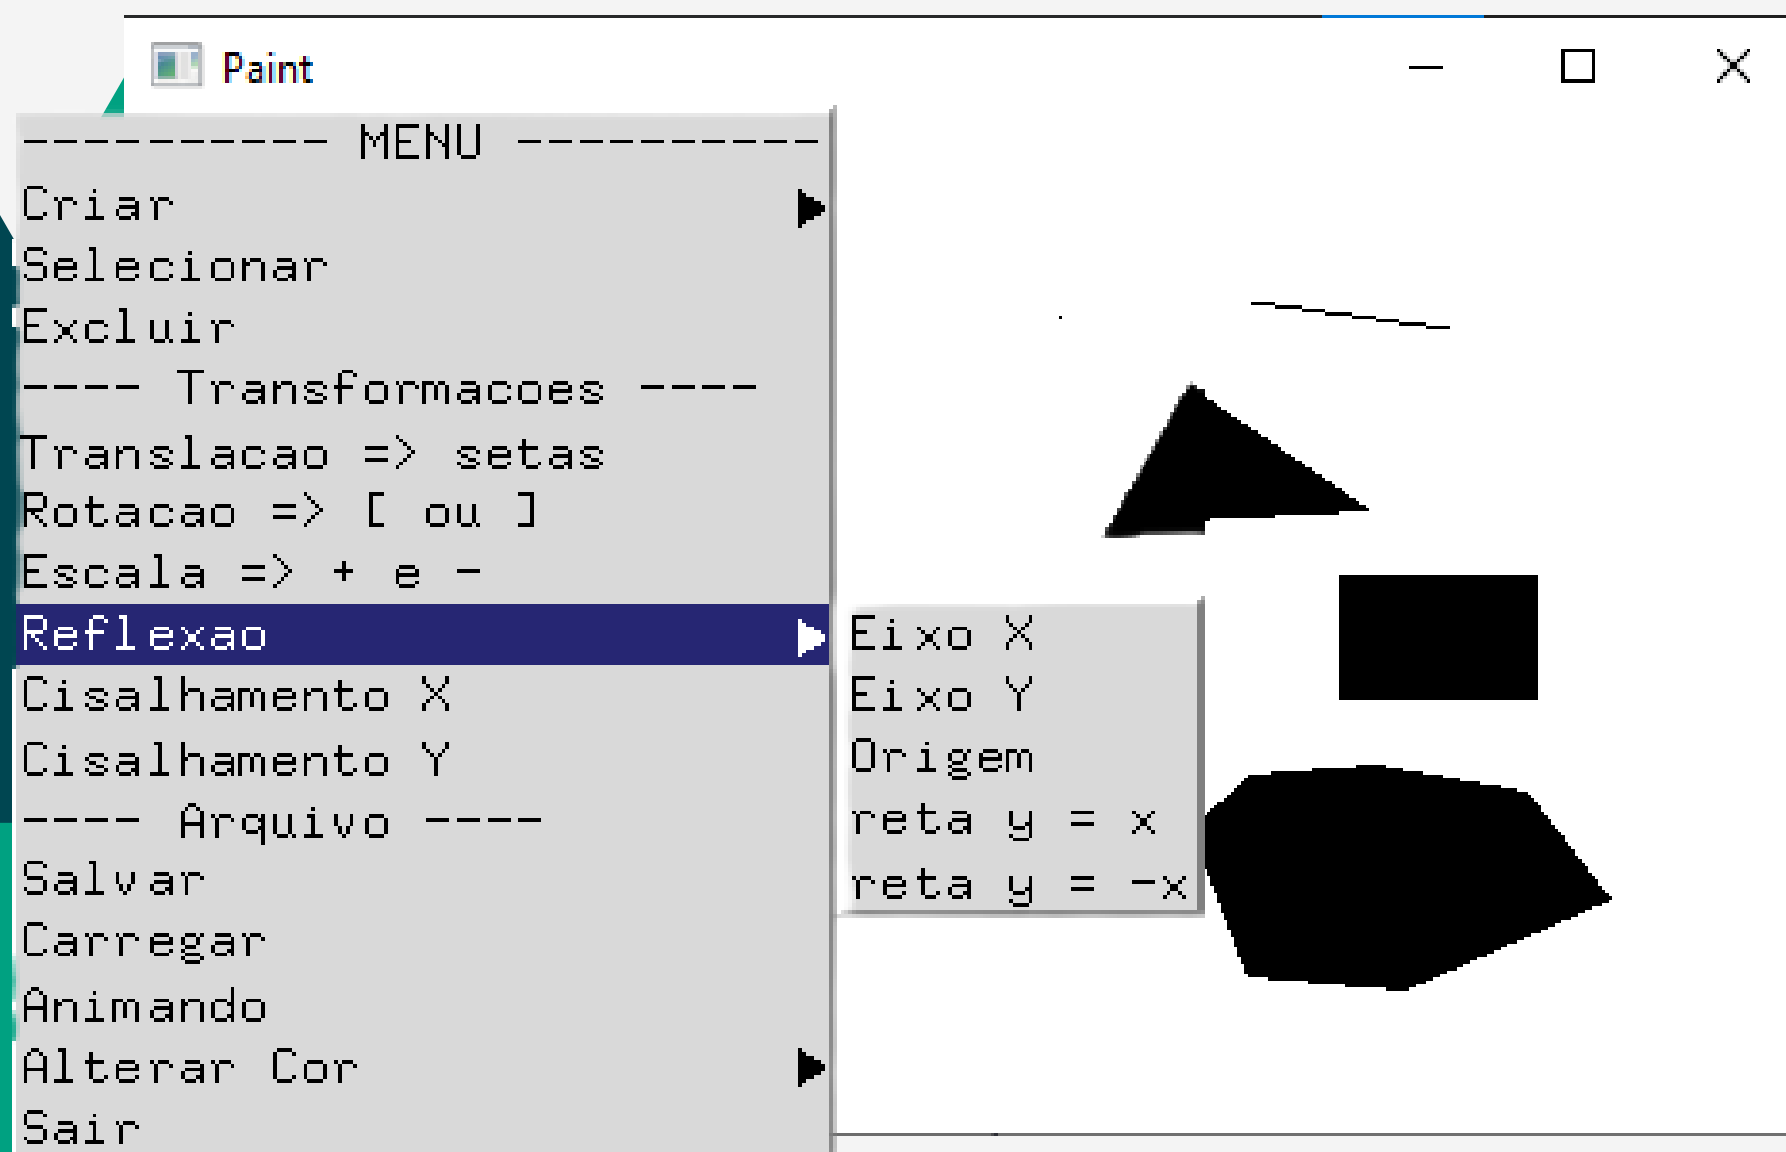 Paint
---------- MENU ----------
Criar
Selecionar
Excluir
---- Transformacoes ----
Translacao => setas
Rotacao => [ ou ]
Escala => + e -
Reflexao
Cisalhamento X
Cisalhamento Y
---- Arquivo ----
Salvar
Carregar
Animando
Alterar Cor
Sair
Eixo X
Eixo Y
Origem
reta y = x
reta y = -x